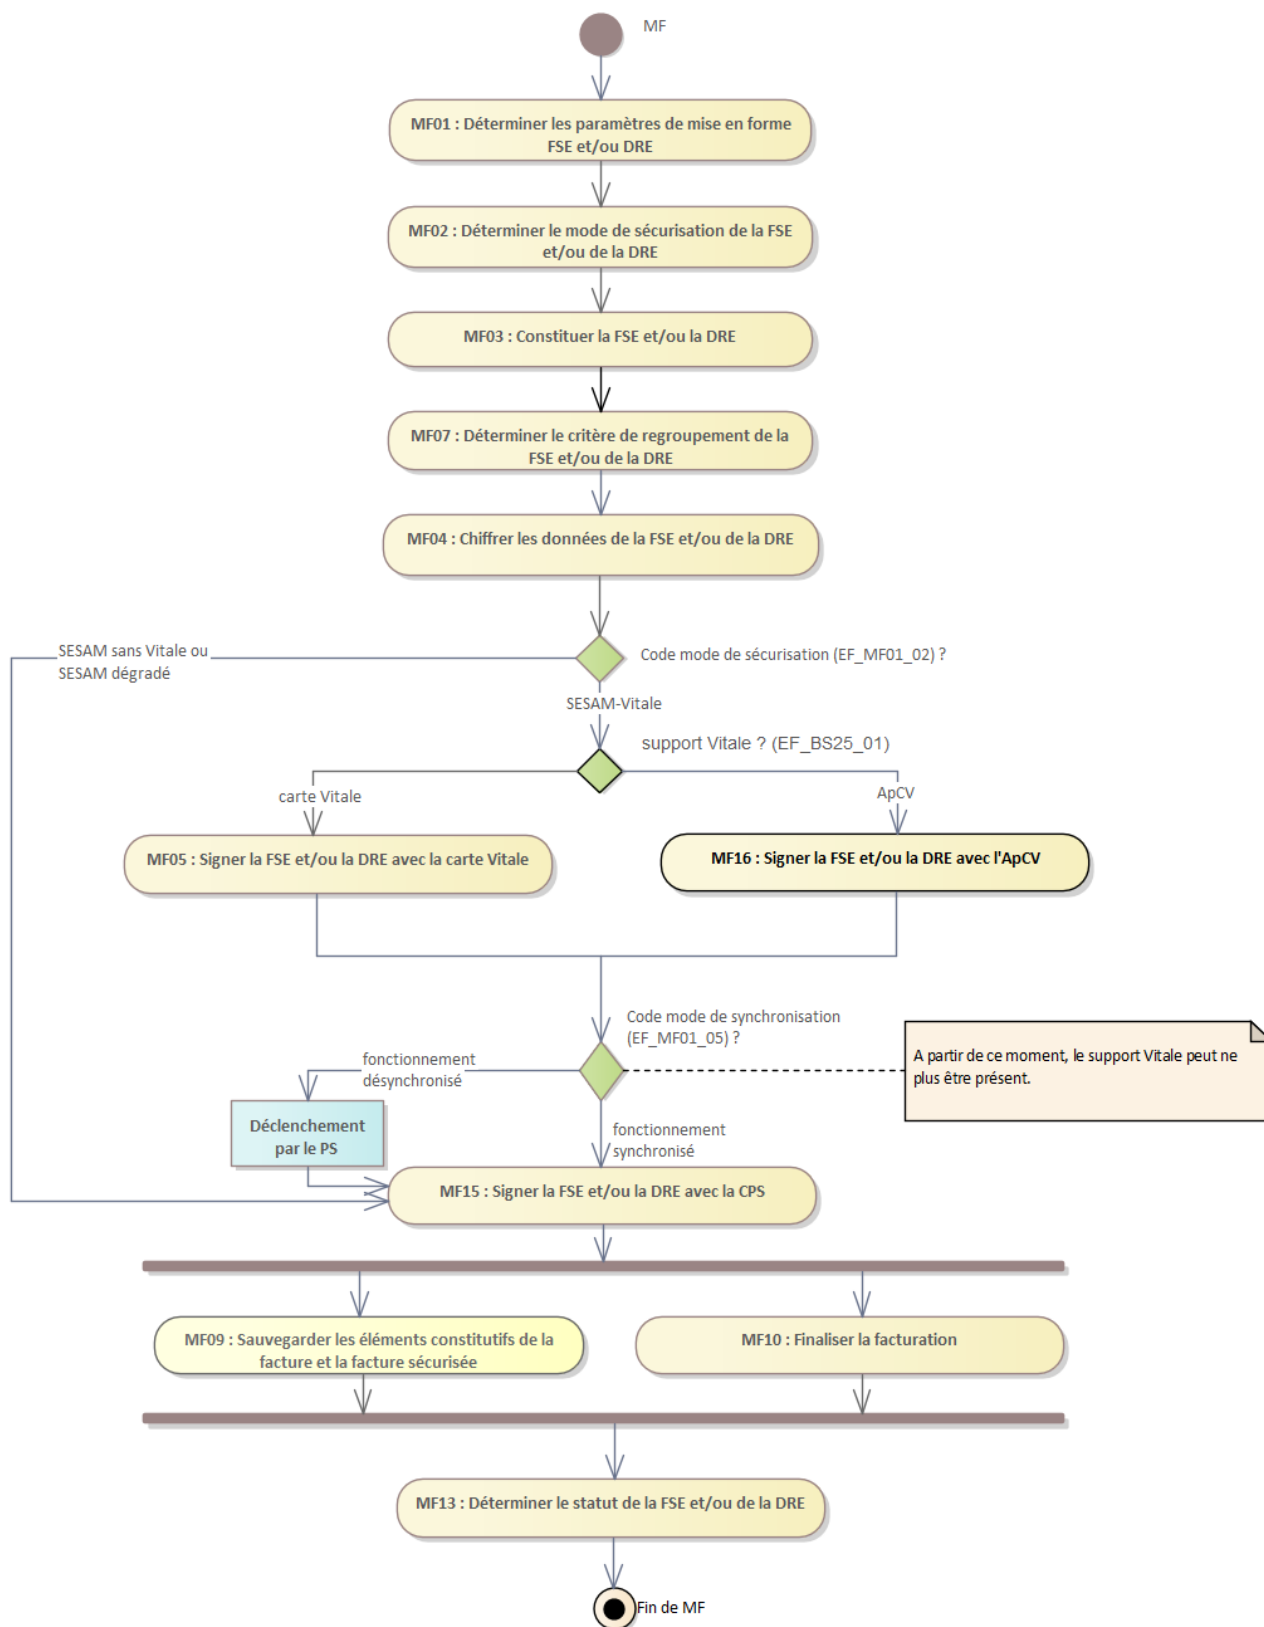 MF
MF01 : Déterminer les paramètres de mise en forme
FSE et/ou DRE
MF02 : Déterminer le mode de sécurisation de la FSE
et/ou de la DRE
MF03 : Constituer la FSE et/ou la DRE
MF07 : Déterminer le critère de regroupement de la
FSE et/ou de la DRE
MF04 : Chiffrer les données de la FSE et/ou de la DRE
SESAM sans Vitale ou
SESAM dégradé
Code mode de sécurisation (EF_MF01_02) ?
SESAM-Vitale
support Vitale ? (EF_BS25_01)
carte Vitale
ApCV
MF05 : Signer la FSE et/ou la DRE avec la carte Vitale
MF16 : Signer la FSE et/ou la DRE avec l'ApCV
Code mode de synchronisation
(EF_MF01_05) ?
A partir de ce moment, le support Vitale peut ne
plus être présent.
fonctionnement
désynchronisé
Déclenchement
par le PS
fonctionnement
synchronisé
MF15 : Signer la FSE et/ou la DRE avec la CPS
MF09 : Sauvegarder les éléments constitutifs de la
facture et la facture sécurisée
MF10 : Finaliser la facturation
MF13 : Déterminer le statut de la FSE et/ou de la DRE
Fin de MF